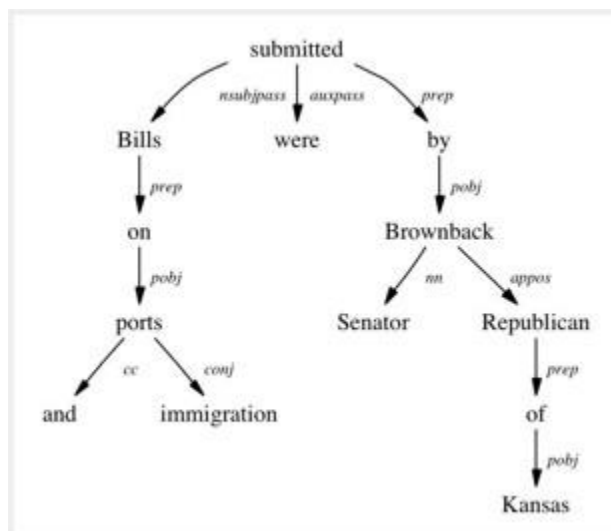 submitted
nsubjpass auxpass prep
Bills were by
prep pobj
on Brownback
pobj nn appos
ports Senator Republican
cc conj prep
and immigration of
pobj
Kansas